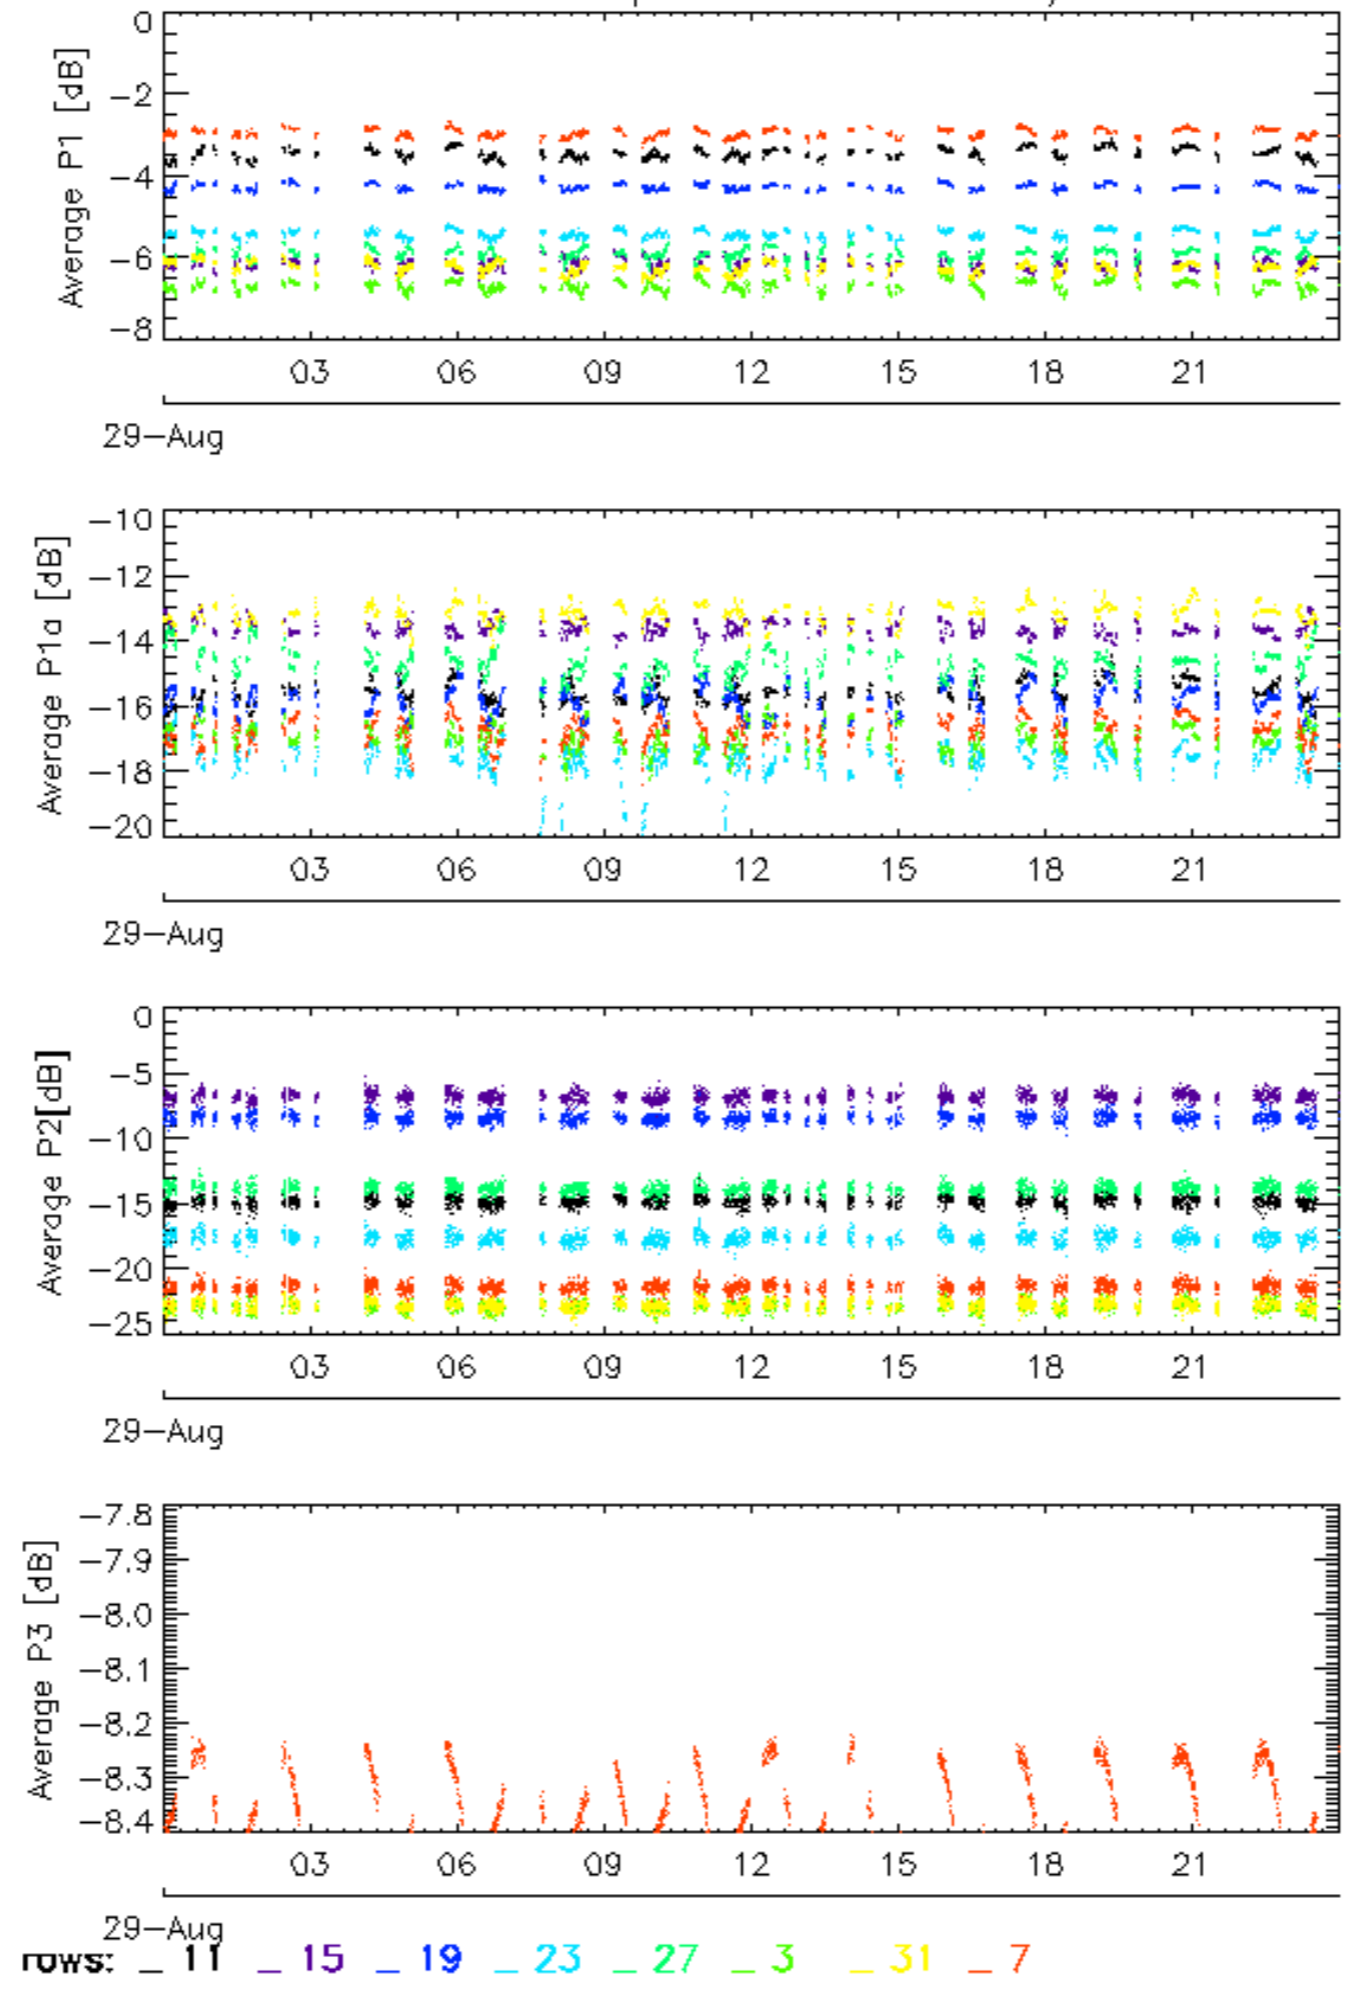 0
−2
−4
−6
−8
Average P1 [dB]
03 06 09 12 15 18 21
29−Aug
−10
−12
−14
−16
−18
−20
Average P1a [dB]
03 06 09 12 15 18 21
29−Aug
0
−5
−10
−15
−20
−25
Average P2[dB]
03 06 09 12 15 18 21
29−Aug
−7.8
−7.9
−8.0
−8.1
−8.2
−8.3
−8.4
Average P3 [dB]
03 06 09 12 15 18 21
29−Aug
rows: _ 11 _ 15 _ 19 _ 23 _ 27 _ 3 _ 31 _ 7